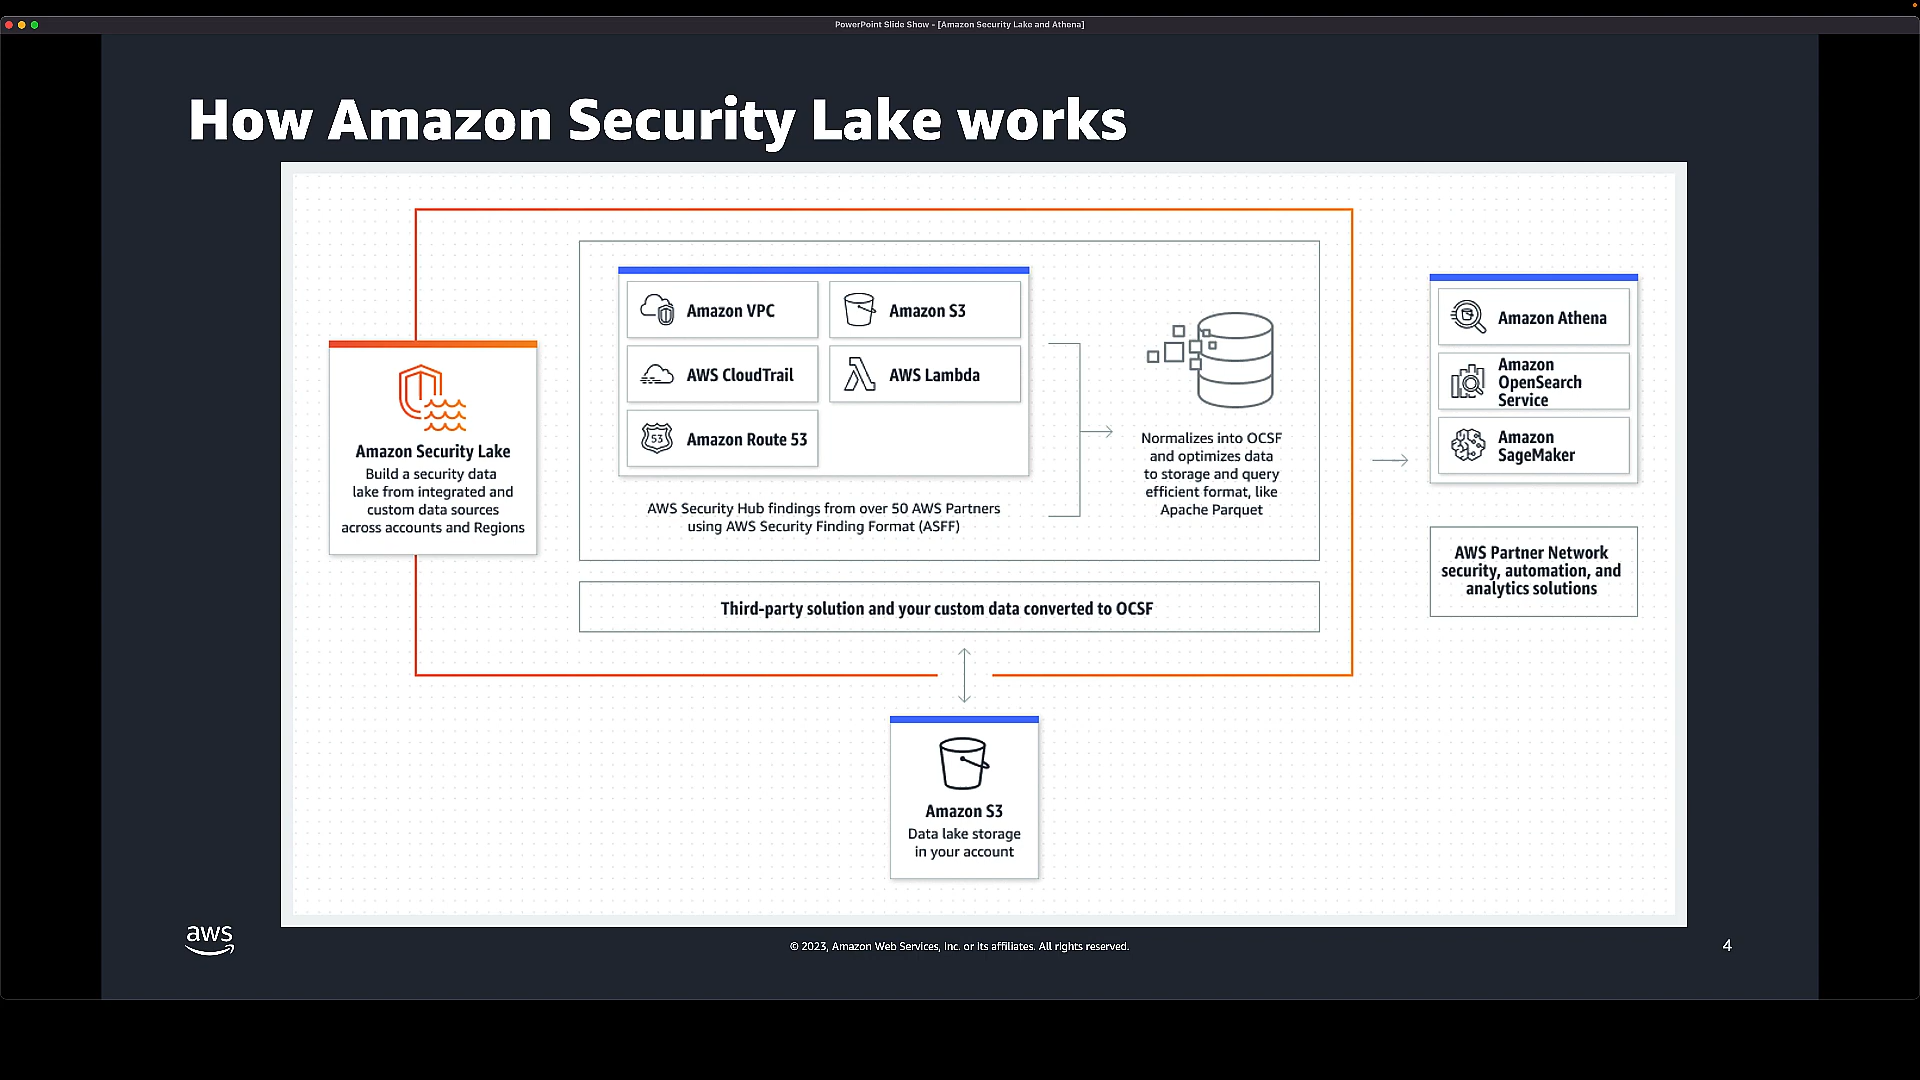 PowerPoint Slide Show - [Amazon Security Lake and Athena]
How Amazon Security Lake works
Amazon Security Lake
Build a security data
lake from integrated and
custom data sources
across accounts and Regions
Amazon VPC
Amazon S3
AWS CloudTrail
AWS Lambda
53
Amazon Route 53
AWS Security Hub findings from over 50 AWS Partners
using AWS Security Finding Format (ASFF)
Normalizes into OCSF
and optimizes data
to storage and query
efficient format, like
Apache Parquet
Third-party solution and your custom data converted to OCSF
Amazon S3
Data lake storage
in your account
Amazon Athena
Amazon
OpenSearch
Service
Amazon
SageMaker
AWS Partner Network
security, automation, and
analytics solutions
aws
© 2023, Amazon Web Services, Inc. or its affiliates. All rights reserved.
4